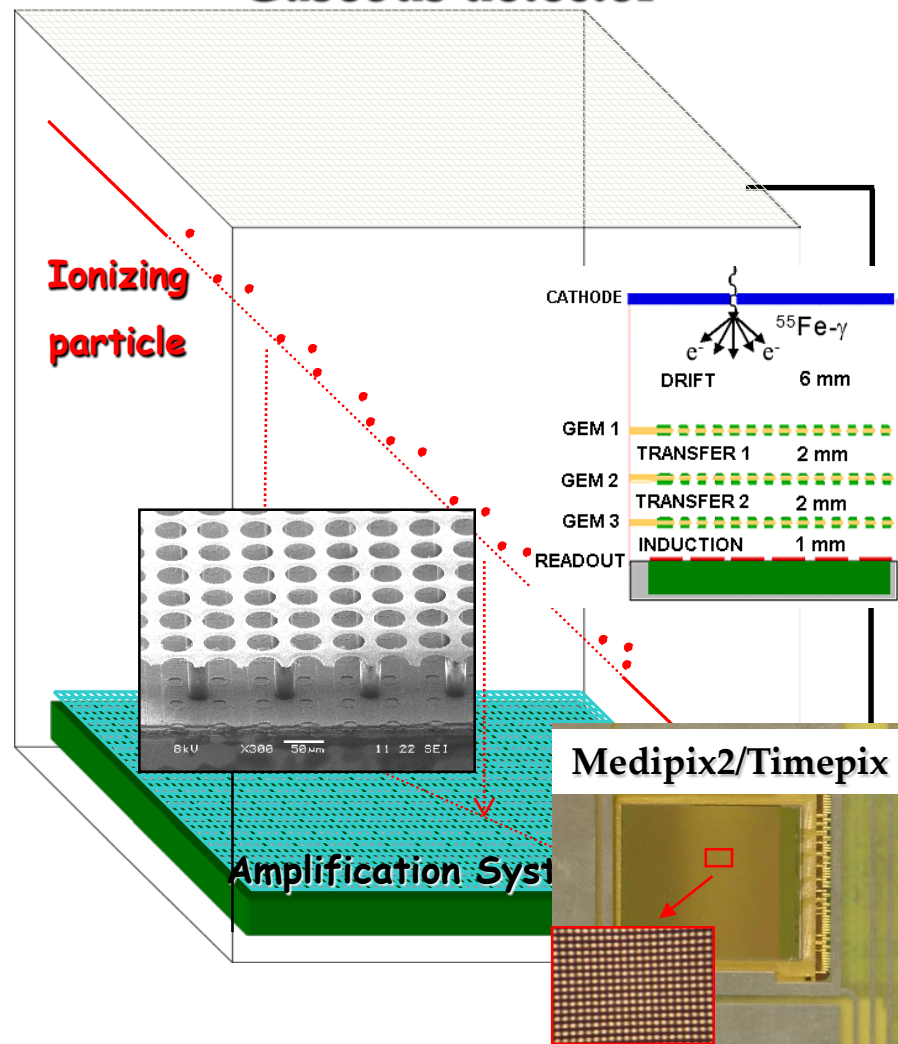 Ionizing
particle
CATHODE
⁵⁵Fe-γ
e⁻ e⁻
DRIFT 6 mm
GEM 1
TRANSFER 1 2 mm
GEM 2
TRANSFER 2 2 mm
GEM 3
INDUCTION 1 mm
READOUT
8kV X300 50µm 11 22 SEI
Medipix2/Timepix
Amplification Syst